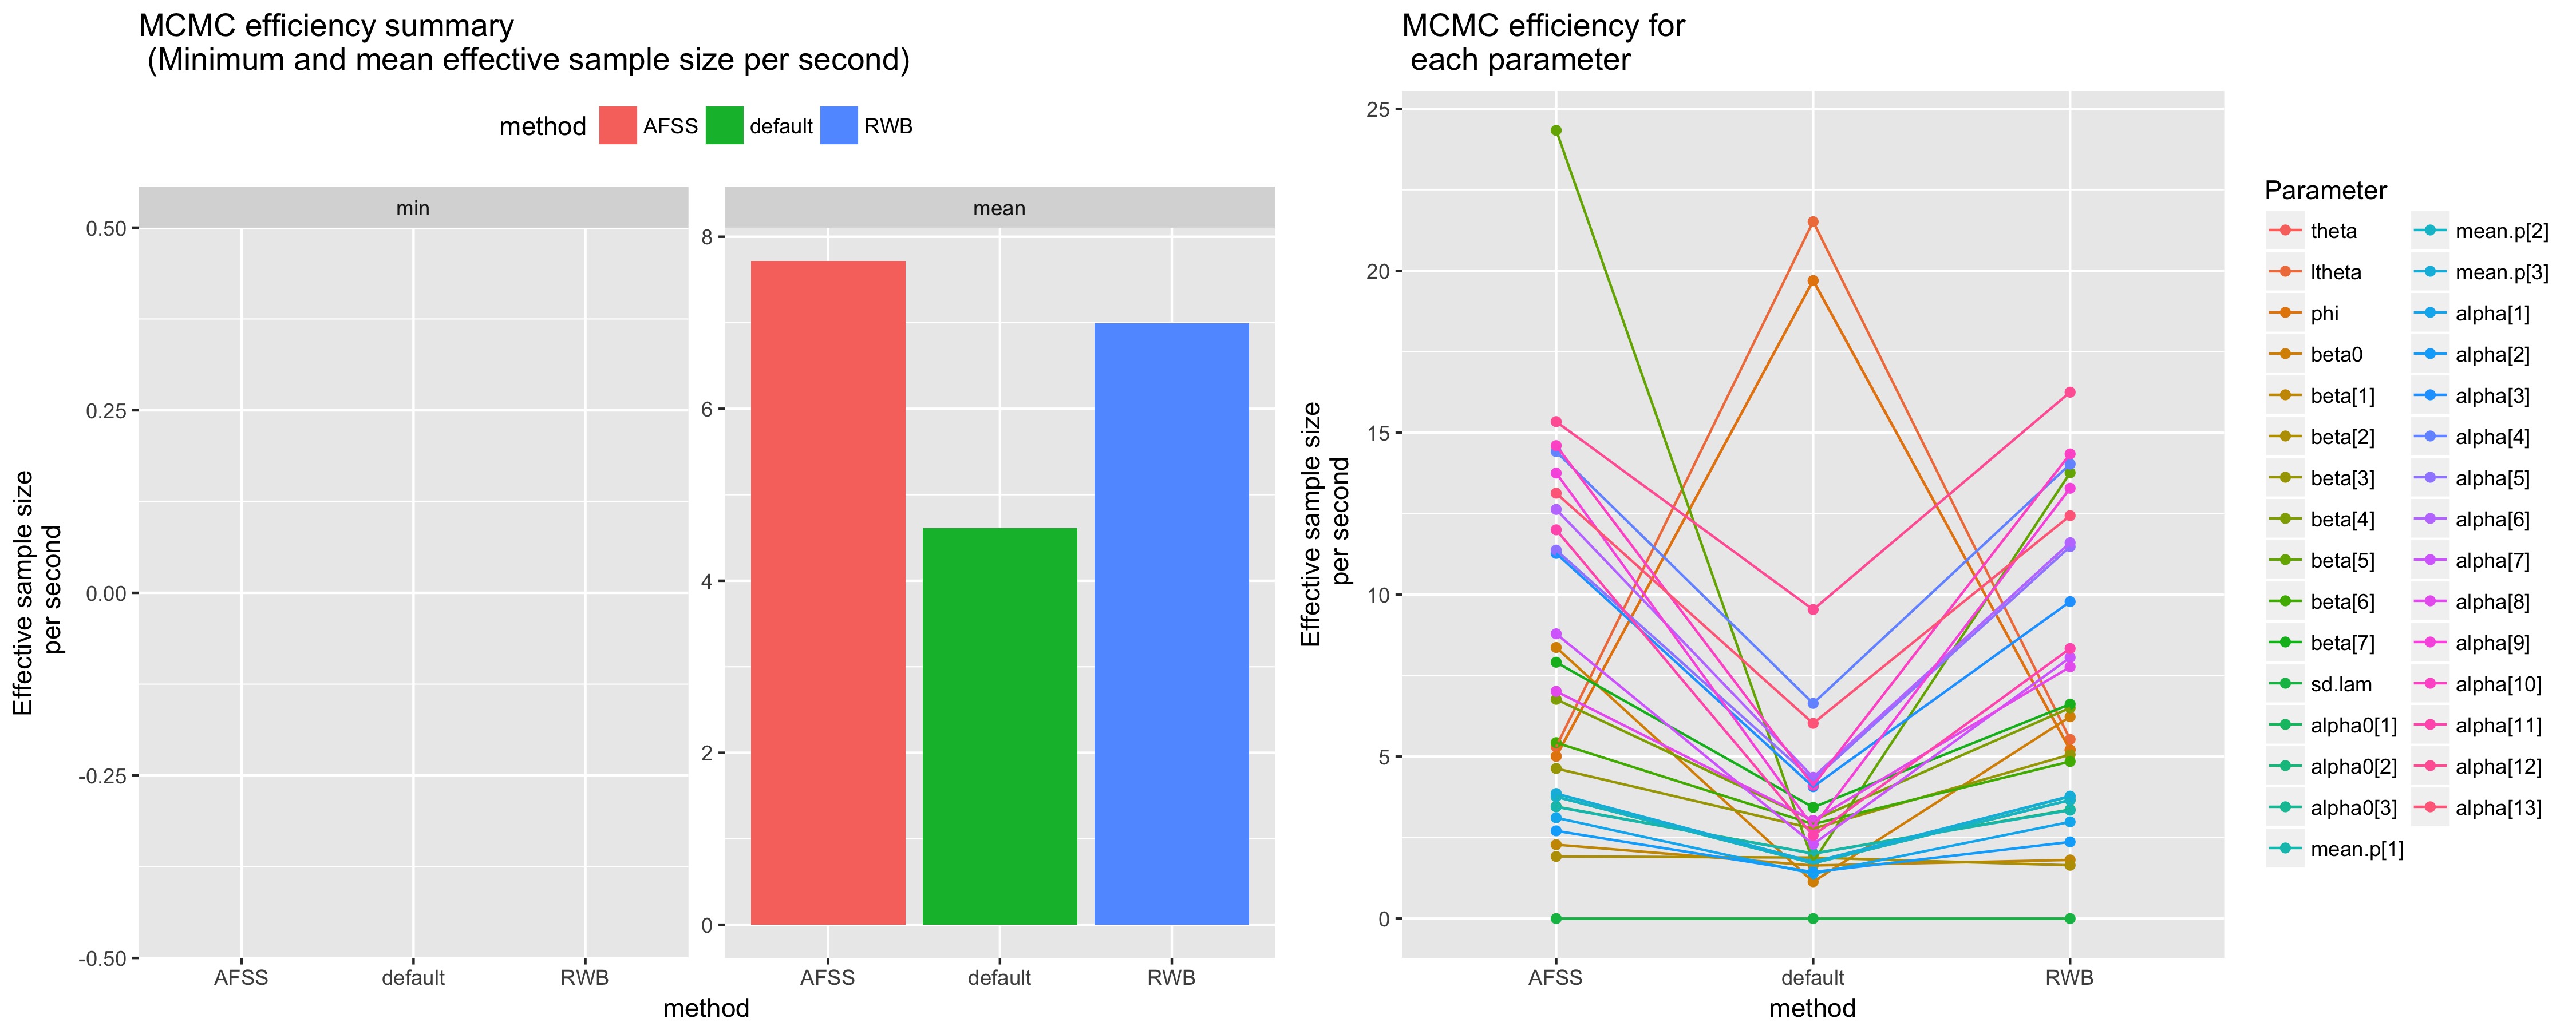 MCMC efficiency summary
(Minimum and mean effective sample size per second)
method AFSS default RWB
min
mean
Effective sample size
per second
0.50
0.25
0.00
-0.25
-0.50
8
6
4
2
0
AFSS default RWB
AFSS default RWB
method
MCMC efficiency for
each parameter
Effective sample size
per second
25
20
15
10
5
0
AFSS default RWB
method
Parameter
theta
ltheta
phi
beta0
beta[1]
beta[2]
beta[3]
beta[4]
beta[5]
beta[6]
beta[7]
sd.lam
alpha0[1]
alpha0[2]
alpha0[3]
mean.p[1]
mean.p[2]
mean.p[3]
alpha[1]
alpha[2]
alpha[3]
alpha[4]
alpha[5]
alpha[6]
alpha[7]
alpha[8]
alpha[9]
alpha[10]
alpha[11]
alpha[12]
alpha[13]